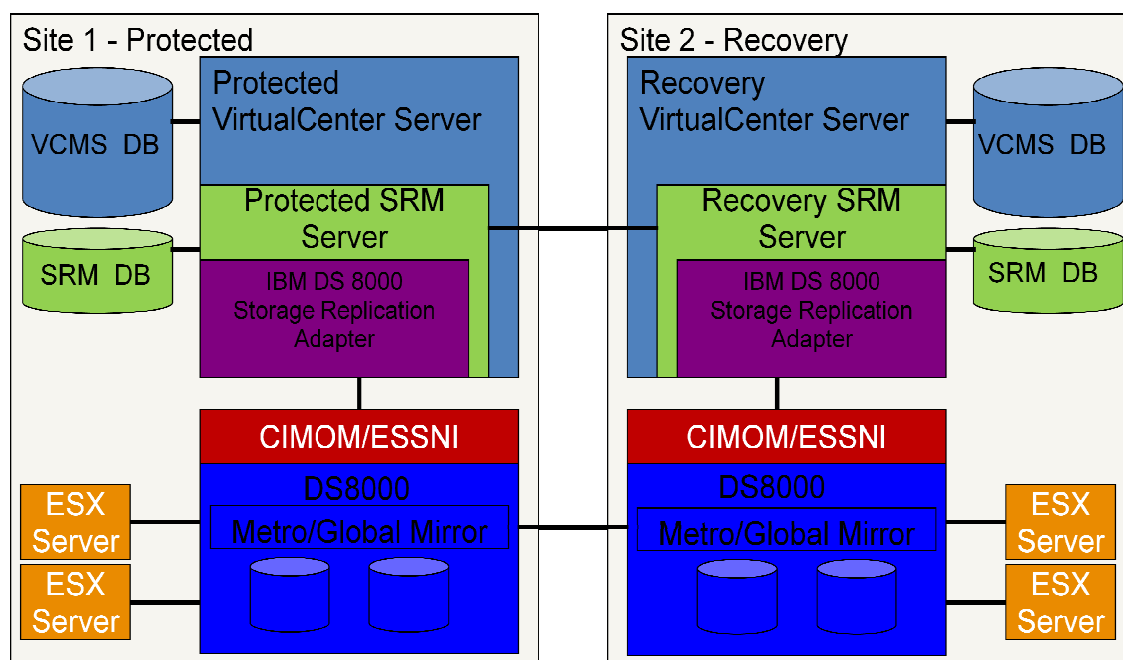 Site 1 - Protected
Protected
VirtualCenter Server
VCMS DB
Protected SRM
Server
SRM DB
IBM DS 8000
Storage Replication
Adapter
CIMOM/ESSNI
DS8000
Metro/Global Mirror
ESX
Server
ESX
Server
Site 2 - Recovery
Recovery
VirtualCenter Server
VCMS DB
Recovery SRM
Server
SRM DB
IBM DS 8000
Storage Replication
Adapter
CIMOM/ESSNI
DS8000
Metro/Global Mirror
ESX
Server
ESX
Server